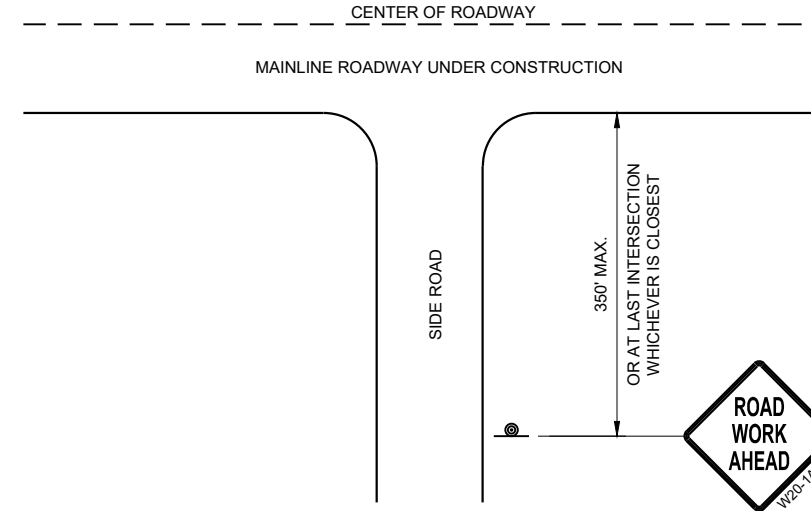 CENTER OF ROADWAY
MAINLINE ROADWAY UNDER CONSTRUCTION
SIDE ROAD
350' MAX.
OR AT LAST INTERSECTION
WHICHEVER IS CLOSEST
ROAD
WORK
AHEAD